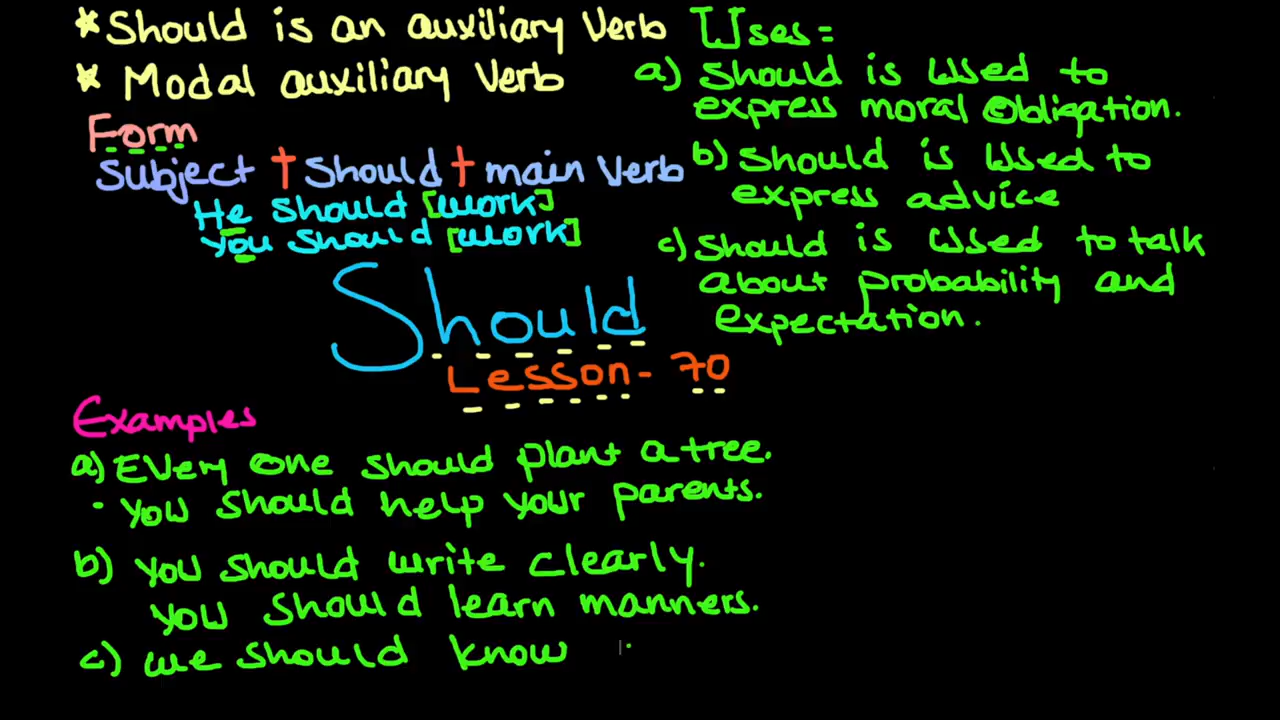 *Should is an auxiliary Verb
* Modal auxiliary Verb
Form
Subject + Should + main Verb
He should [work]
You should [work]
Uses=
a) Should is Used to
express moral Obligation.
b) Should is Used to
express advice
c) Should is Used to talk
about probability and
expectation.
Should
Lesson- 70
Examples
a) Every one should plant a tree.
· You should help your parents.
b) You should write clearly.
You should learn manners.
c) We should know